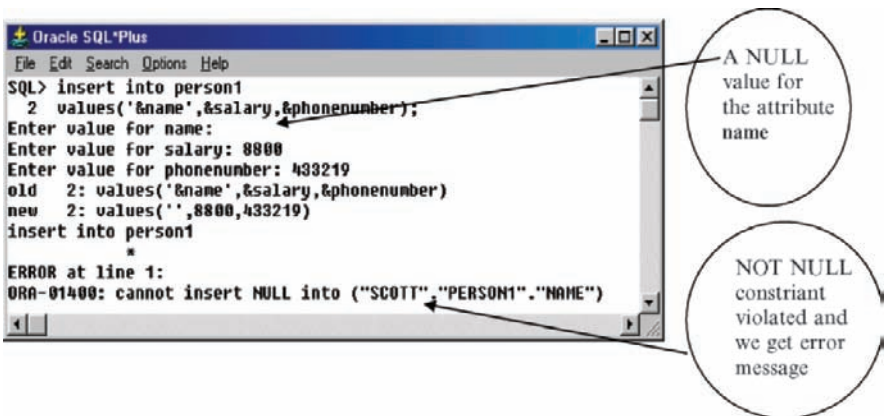 Oracle SQL*Plus
File Edit Search Options Help
SQL> insert into person1
2 values('&name',&salary,&phonenumber);
Enter value for name:
Enter value for salary: 8800
Enter value for phonenumber: 433219
old 2: values('&name',&salary,&phonenumber)
new 2: values('',8800,433219)
insert into person1
*
ERROR at line 1:
ORA-01400: cannot insert NULL into ("SCOTT"."PERSON1"."NAME")
A NULL
value for
the attribute
name
NOT NULL
constriant
violated and
we get error
message